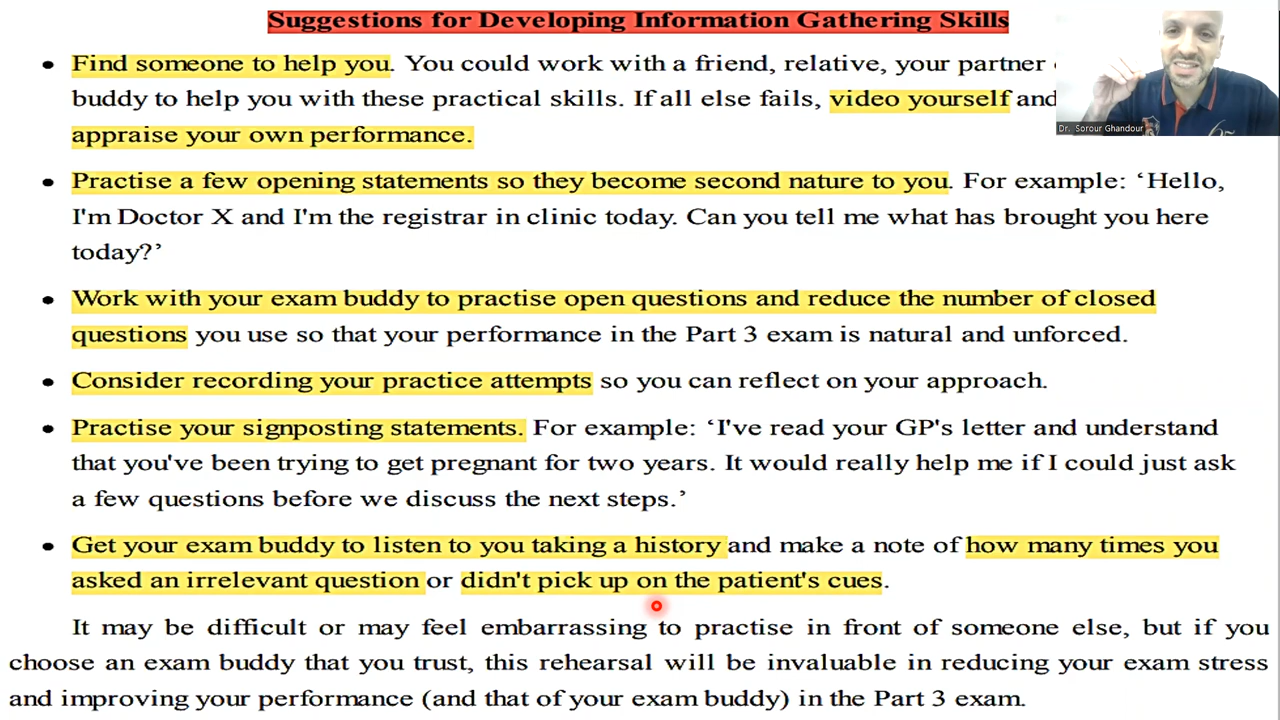 Suggestions for Developing Information Gathering Skills
• Find someone to help you. You could work with a friend, relative, your partner
buddy to help you with these practical skills. If all else fails, video yourself and
appraise your own performance.
• Practise a few opening statements so they become second nature to you. For example: ‘Hello,
I'm Doctor X and I'm the registrar in clinic today. Can you tell me what has brought you here
today?’
• Work with your exam buddy to practise open questions and reduce the number of closed
questions you use so that your performance in the Part 3 exam is natural and unforced.
• Consider recording your practice attempts so you can reflect on your approach.
• Practise your signposting statements. For example: ‘I've read your GP's letter and understand
that you've been trying to get pregnant for two years. It would really help me if I could just ask
a few questions before we discuss the next steps.’
• Get your exam buddy to listen to you taking a history and make a note of how many times you
asked an irrelevant question or didn't pick up on the patient's cues.
It may be difficult or may feel embarrassing to practise in front of someone else, but if you
choose an exam buddy that you trust, this rehearsal will be invaluable in reducing your exam stress
and improving your performance (and that of your exam buddy) in the Part 3 exam.
Dr. Sorour Ghandour